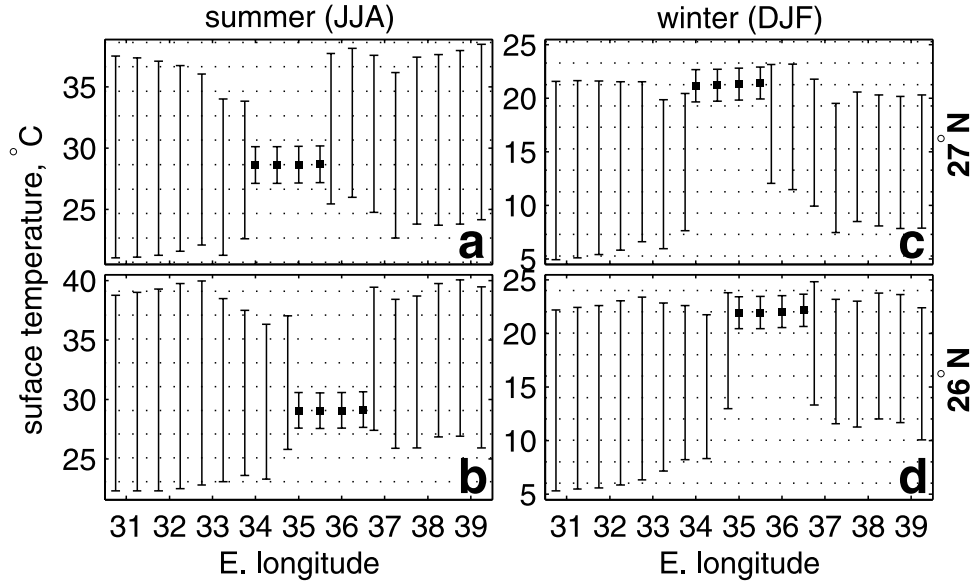 summer (JJA)
winter (DJF)
suface temperature, °C
35
30
25
a
25
20
15
10
5
c
27°N
40
35
30
25
b
25
20
15
10
5
d
26°N
31 32 33 34 35 36 37 38 39
31 32 33 34 35 36 37 38 39
E. longitude
E. longitude